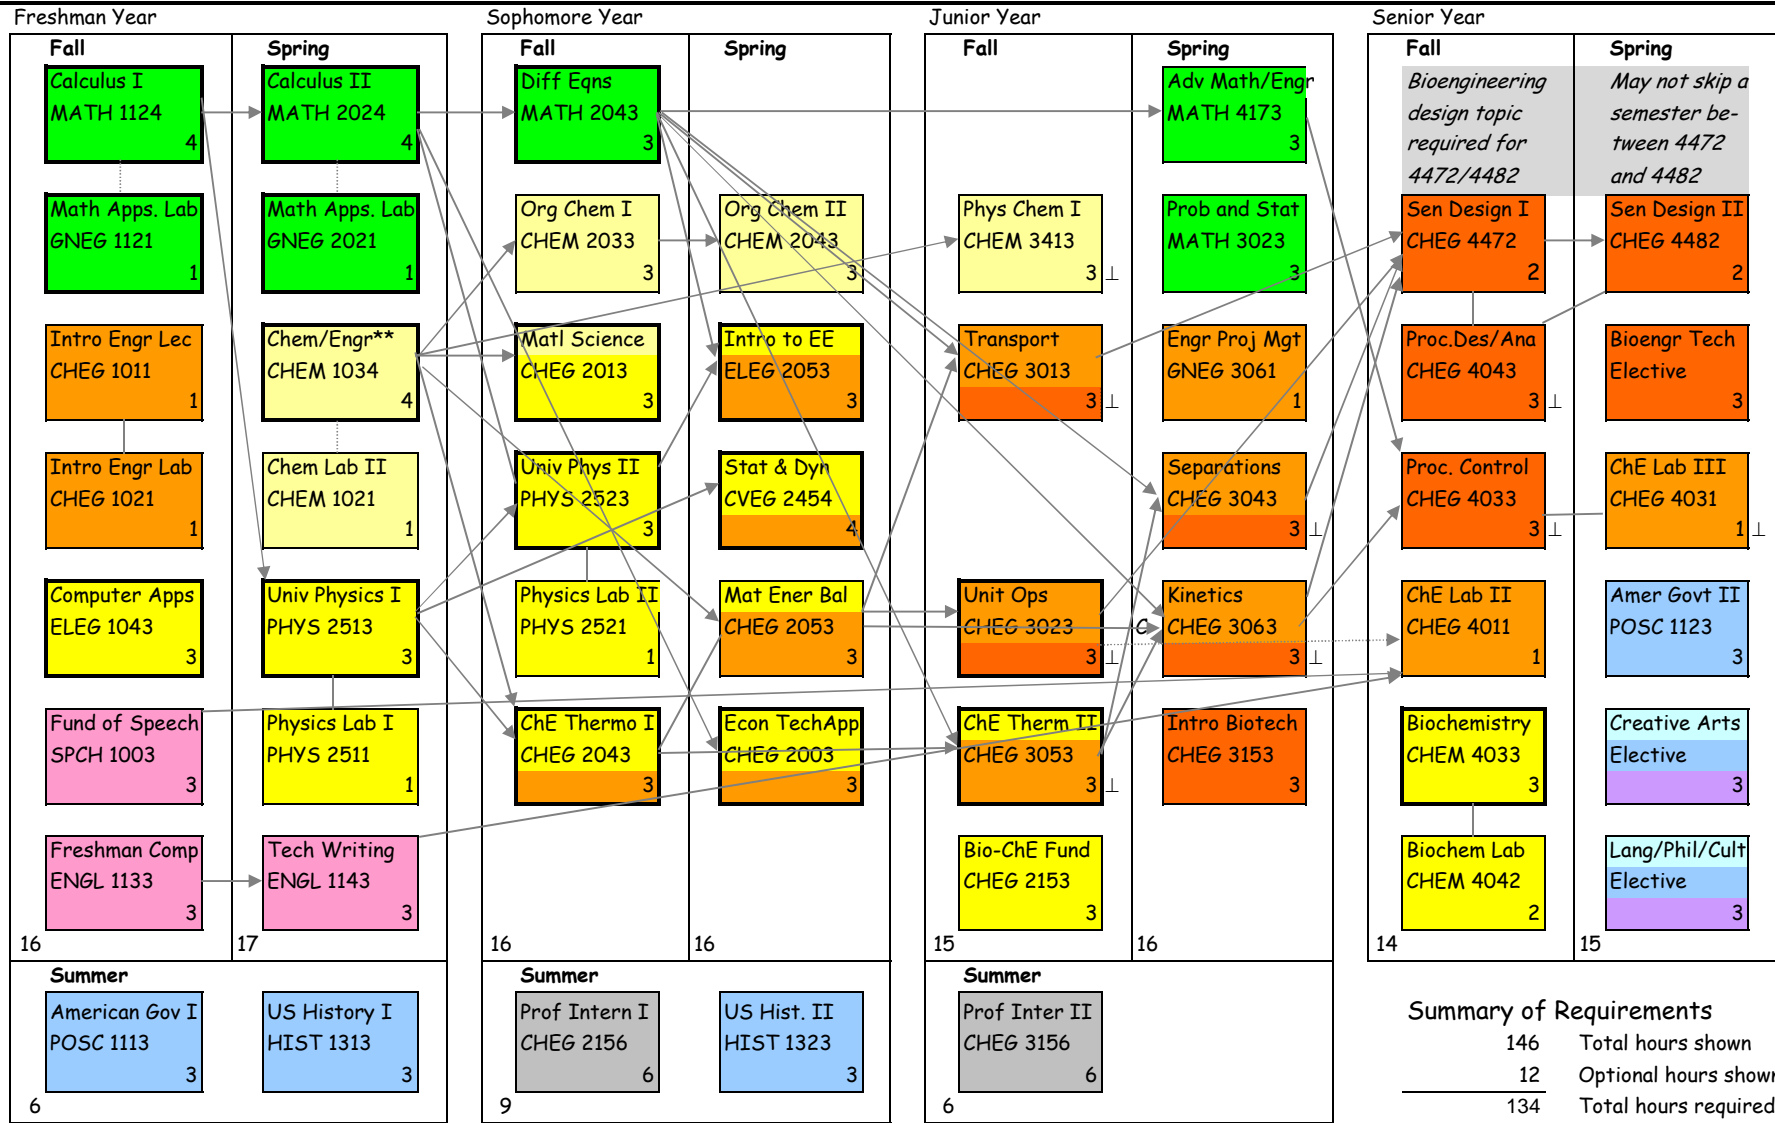 Freshman Year
Sophomore Year
Junior Year
Senior Year
Fall
Spring
Fall
Spring
Fall
Spring
Fall
Spring
Calculus I
MATH 1124
4
Math Apps. Lab
GNEG 1121
1
Intro Engr Lec
CHEG 1011
1
Intro Engr Lab
CHEG 1021
1
Computer Apps
ELEG 1043
3
Fund of Speech
SPCH 1003
3
Freshman Comp
ENGL 1133
3
16
Calculus II
MATH 2024
4
Math Apps. Lab
GNEG 2021
1
Chem/Engr**
CHEM 1034
4
Chem Lab II
CHEM 1021
1
Univ Physics I
PHYS 2513
3
Physics Lab I
PHYS 2511
1
Tech Writing
ENGL 1143
3
17
Summer
American Gov I
POSC 1113
3
US History I
HIST 1313
3
6
Diff Eqns
MATH 2043
3
Org Chem I
CHEM 2033
3
Matl Science
CHEG 2013
3
Univ Phys II
PHYS 2523
3
Physics Lab II
PHYS 2521
1
ChE Thermo I
CHEG 2043
3
16
Org Chem II
CHEM 2043
3
Intro to EE
ELEG 2053
3
Stat & Dyn
CVEG 2454
4
Mat Ener Bal
CHEG 2053
3
Econ TechApp
CHEG 2003
3
16
Summer
Prof Intern I
CHEG 2156
6
US Hist. II
HIST 1323
3
9
Phys Chem I
CHEM 3413
3 ⊥
Transport
CHEG 3013
3 ⊥
Unit Ops
CHEG 3023
3 ⊥
ChE Therm II
CHEG 3053
3 ⊥
Bio-ChE Fund
CHEG 2153
3
15
Adv Math/Engr
MATH 4173
3
Prob and Stat
MATH 3023
3
Engr Proj Mgt
GNEG 3061
1
Separations
CHEG 3043
3 ⊥
Kinetics
C CHEG 3063
3 ⊥
Intro Biotech
CHEG 3153
3
16
Summer
Prof Inter II
CHEG 3156
6
6
Bioengineering
design topic
required for
4472/4482
Sen Design I
CHEG 4472
2
Proc.Des/Ana
CHEG 4043
3 ⊥
Proc. Control
CHEG 4033
3 ⊥
ChE Lab II
CHEG 4011
1
Biochemistry
CHEM 4033
3
Biochem Lab
CHEM 4042
2
14
May not skip a
semester be-
tween 4472
and 4482
Sen Design II
CHEG 4482
2
Bioengr Tech
Elective
3
ChE Lab III
CHEG 4031
1 ⊥
Amer Govt II
POSC 1123
3
Creative Arts
Elective
3
Lang/Phil/Cult
Elective
3
15
Summary of Requirements
146 Total hours shown
12 Optional hours shown
134 Total hours required